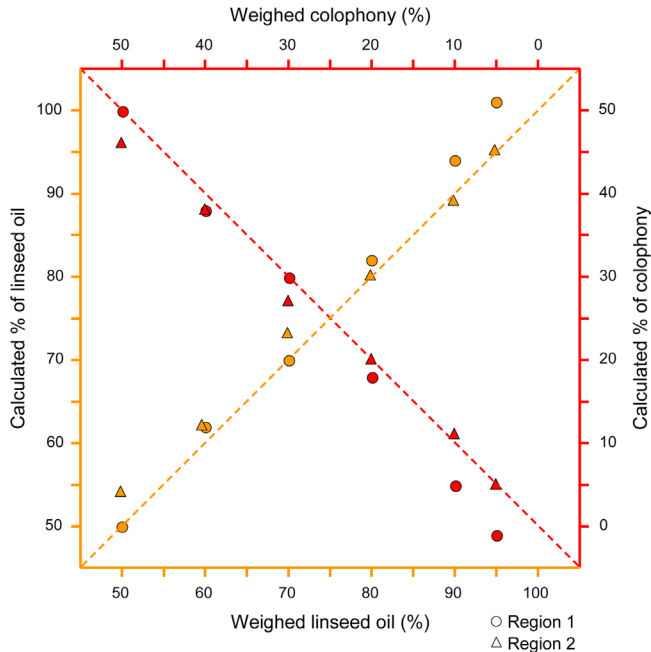 Weighed colophony (%)
50 40 30 20 10 0
Calculated % of linseed oil
100
90
80
70
60
50
50
40
30
20
10
0
Calculated % of colophony
50 60 70 80 90 100
Weighed linseed oil (%)
Region 1
Region 2